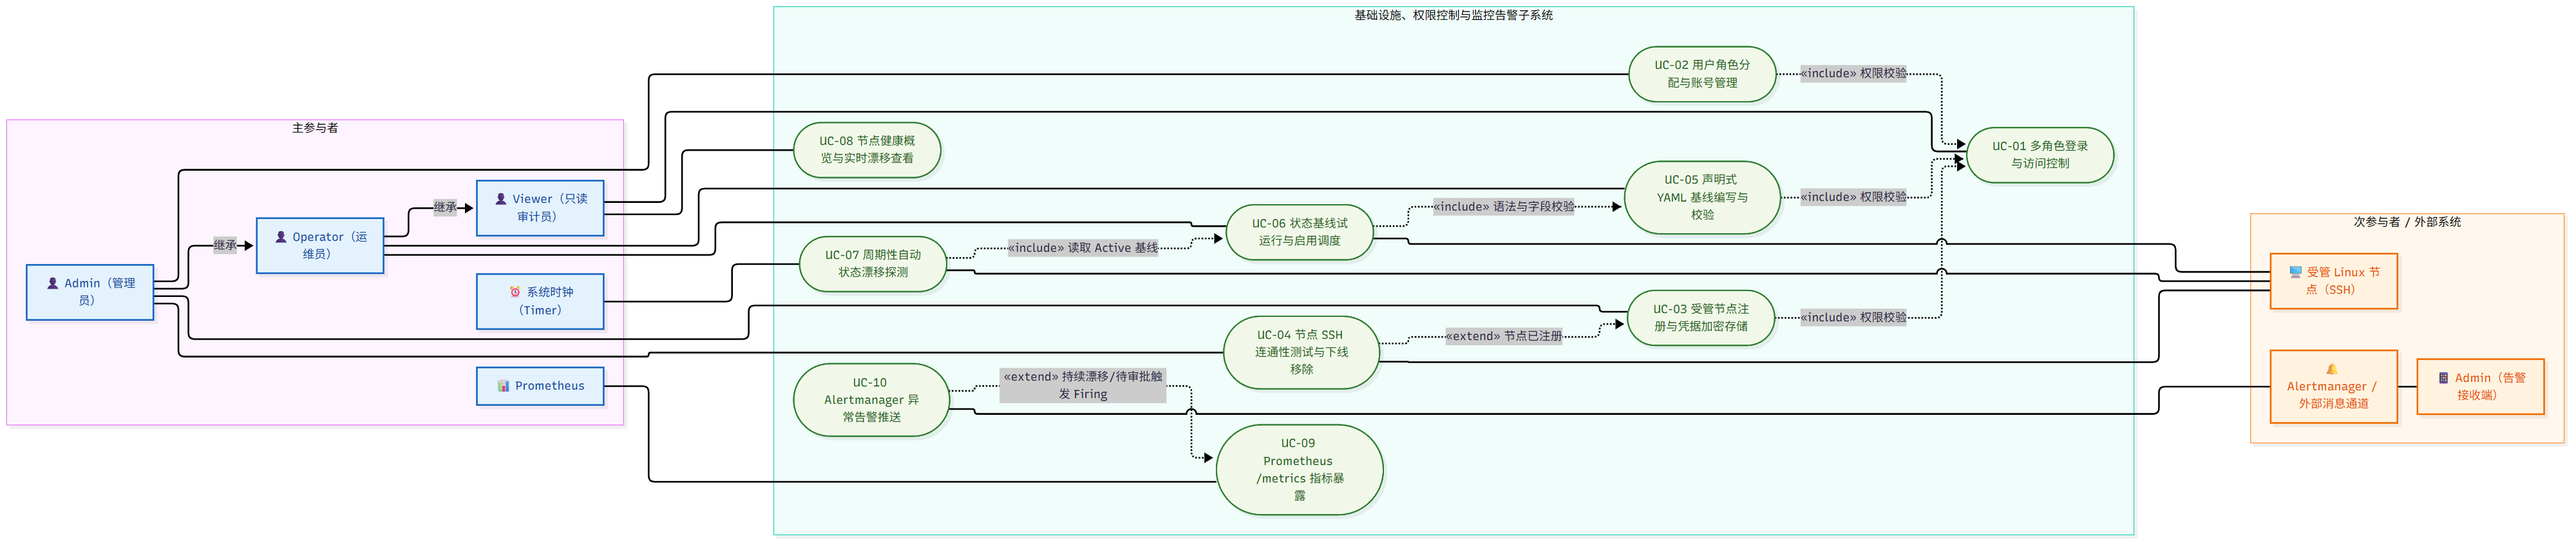 基础设施、权限控制与监控告警子系统
主参与者
Admin（管理
员）
继承
Operator（运
维员）
继承
Viewer（只读
审计员）
系统时钟
（Timer）
Prometheus
UC-02 用户角色分
配与账号管理
«include» 权限校验
UC-01 多角色登录
与访问控制
UC-08 节点健康概
览与实时漂移查看
UC-05 声明式
YAML 基线编写与
校验
«include» 权限校验
UC-06 状态基线试
运行与启用调度
«include» 语法与字段校验
UC-07 周期性自动
状态漂移探测
«include» 读取 Active 基线
UC-03 受管节点注
册与凭据加密存储
«include» 权限校验
UC-04 节点 SSH
连通性测试与下线
移除
«extend» 节点已注册
UC-10
Alertmanager 异
常告警推送
«extend» 持续漂移/待审批触
发 Firing
UC-09
Prometheus
/metrics 指标暴
露
次参与者 / 外部系统
受管 Linux 节
点（SSH）
Alertmanager /
外部消息通道
Admin（告警
接收端）